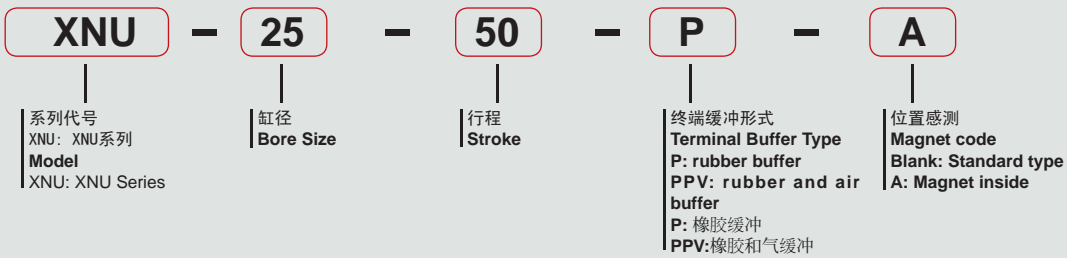 XNU - 25 - 50 - P - A
系列代号
XNU: XNU系列
Model
XNU: XNU Series
缸径
Bore Size
行程
Stroke
终端缓冲形式
Terminal Buffer Type
P: rubber buffer
PPV: rubber and air
buffer
P: 橡胶缓冲
PPV:橡胶和气缓冲
位置感测
Magnet code
Blank: Standard type
A: Magnet inside